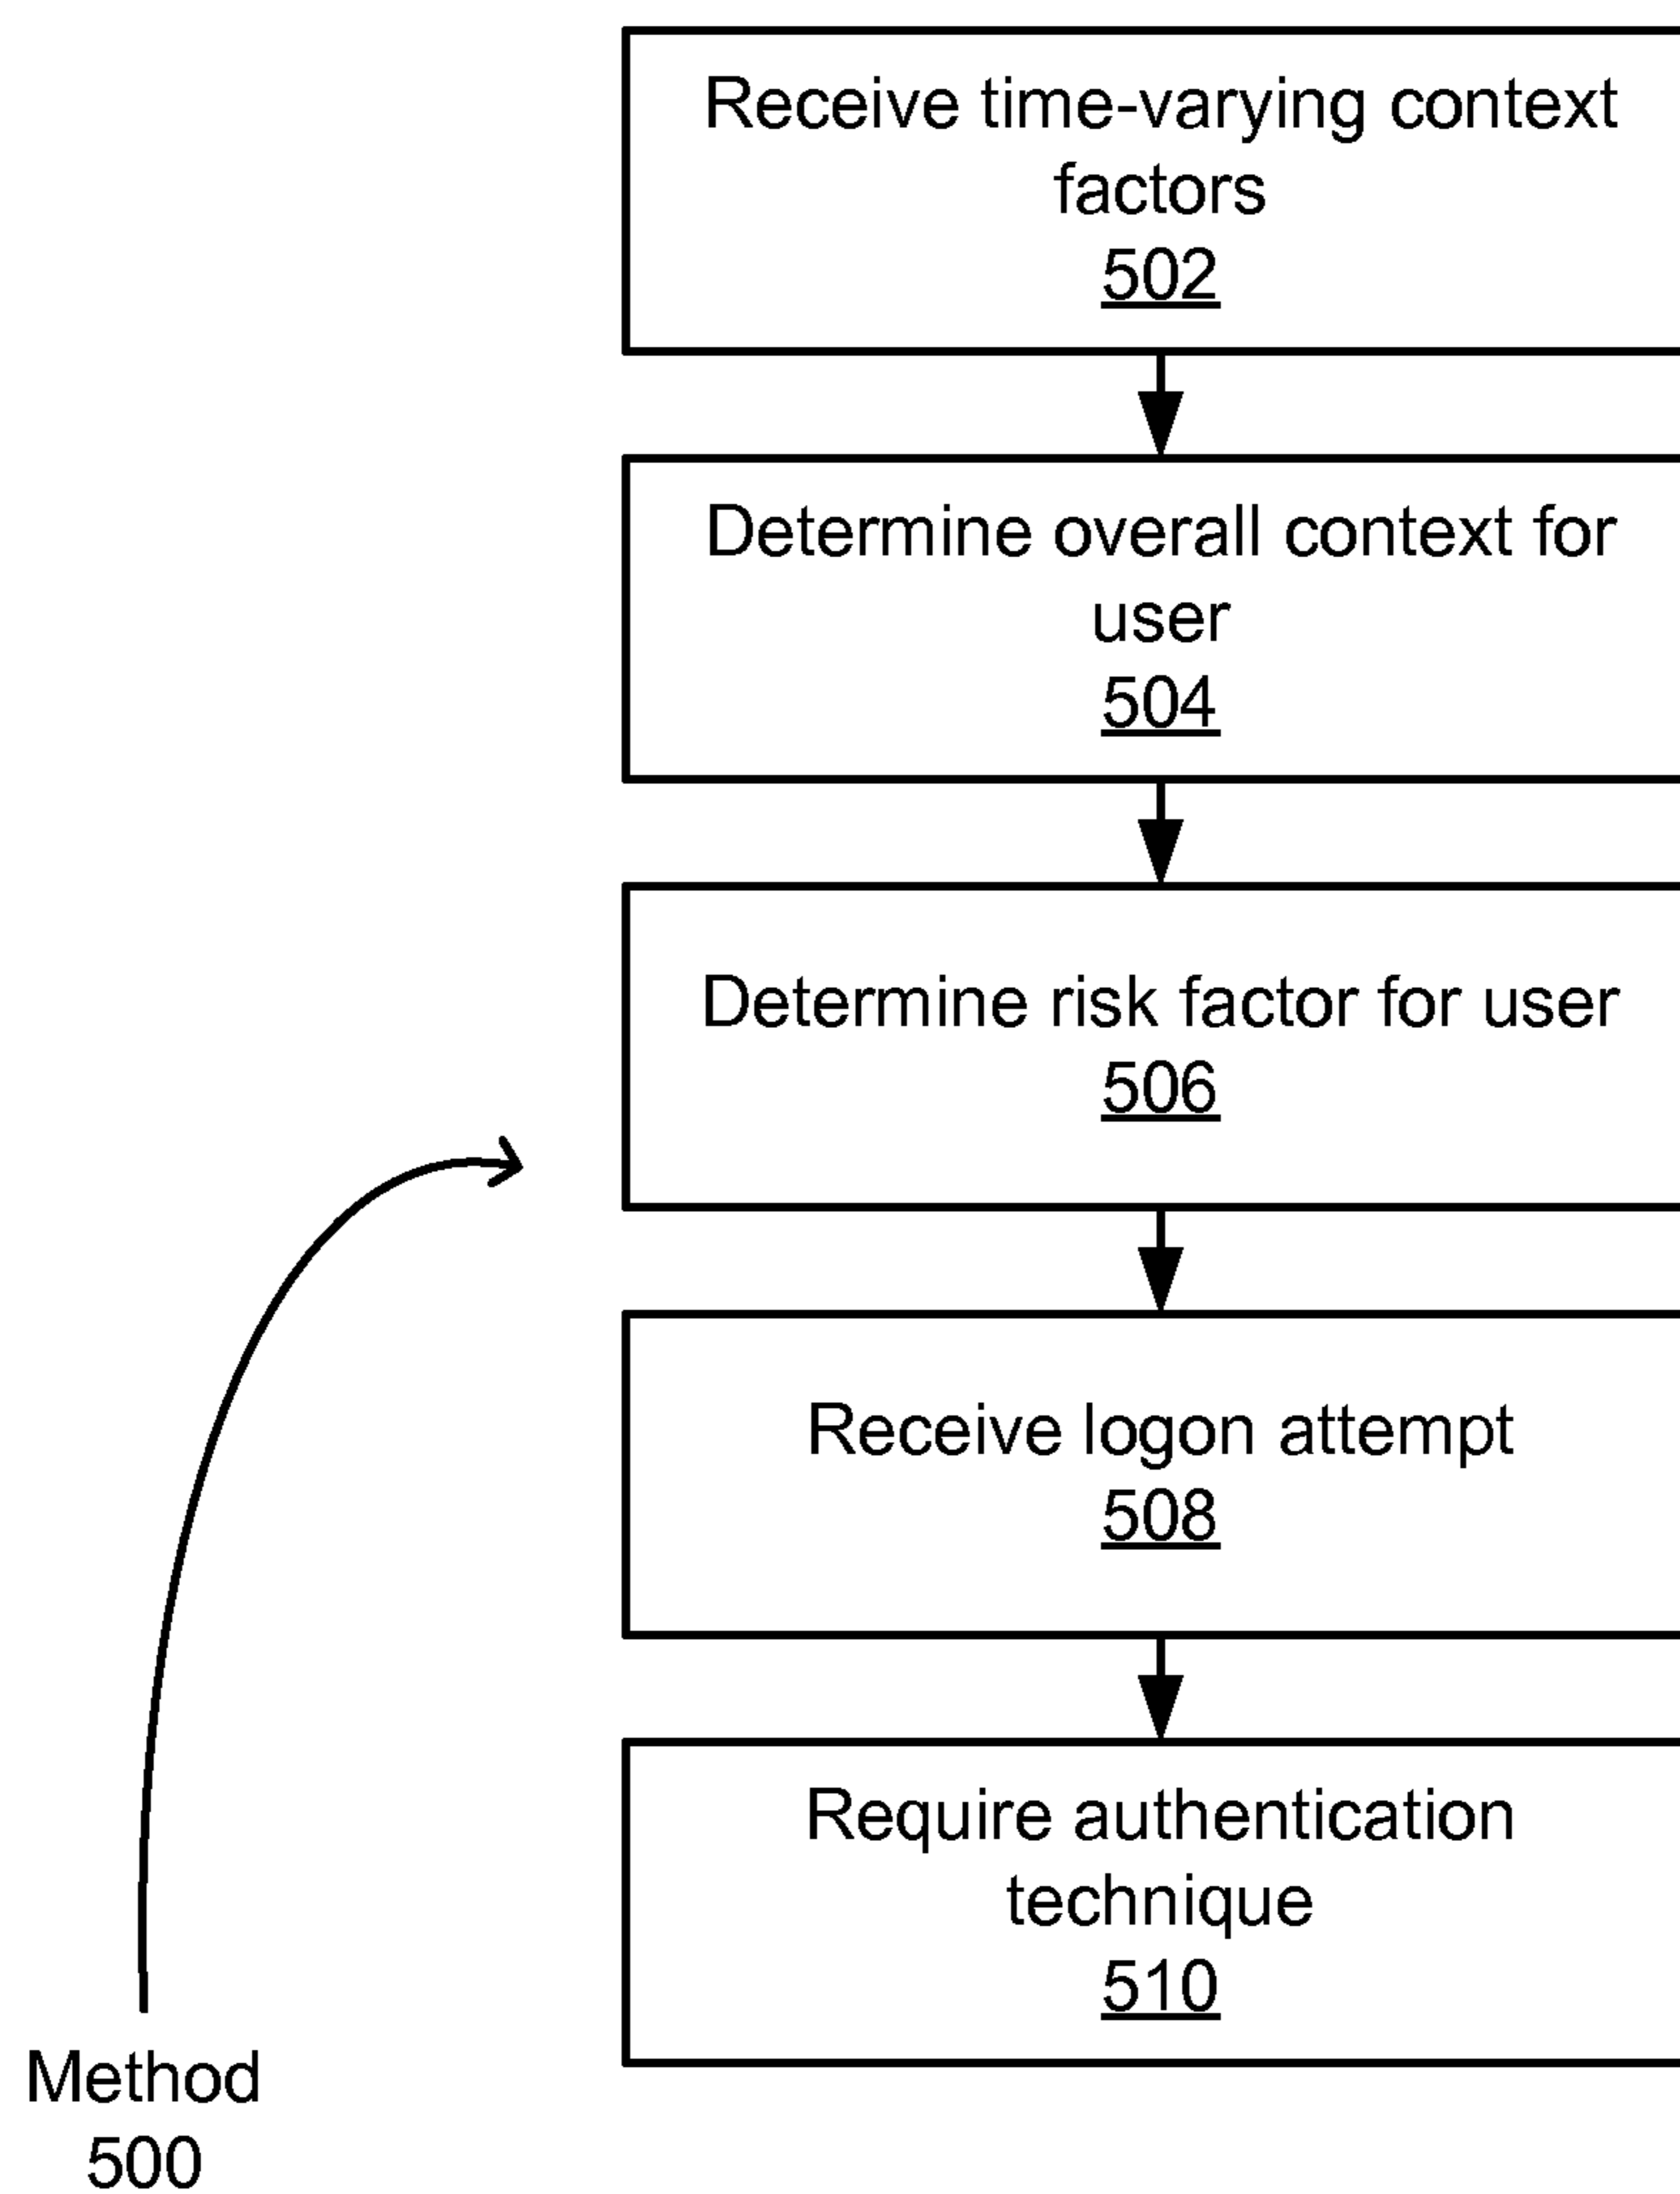 Receive time-varying context
factors
502
Determine overall context for
user
504
Determine risk factor for user
506
Receive logon attempt
508
Require authentication
technique
510
Method
500